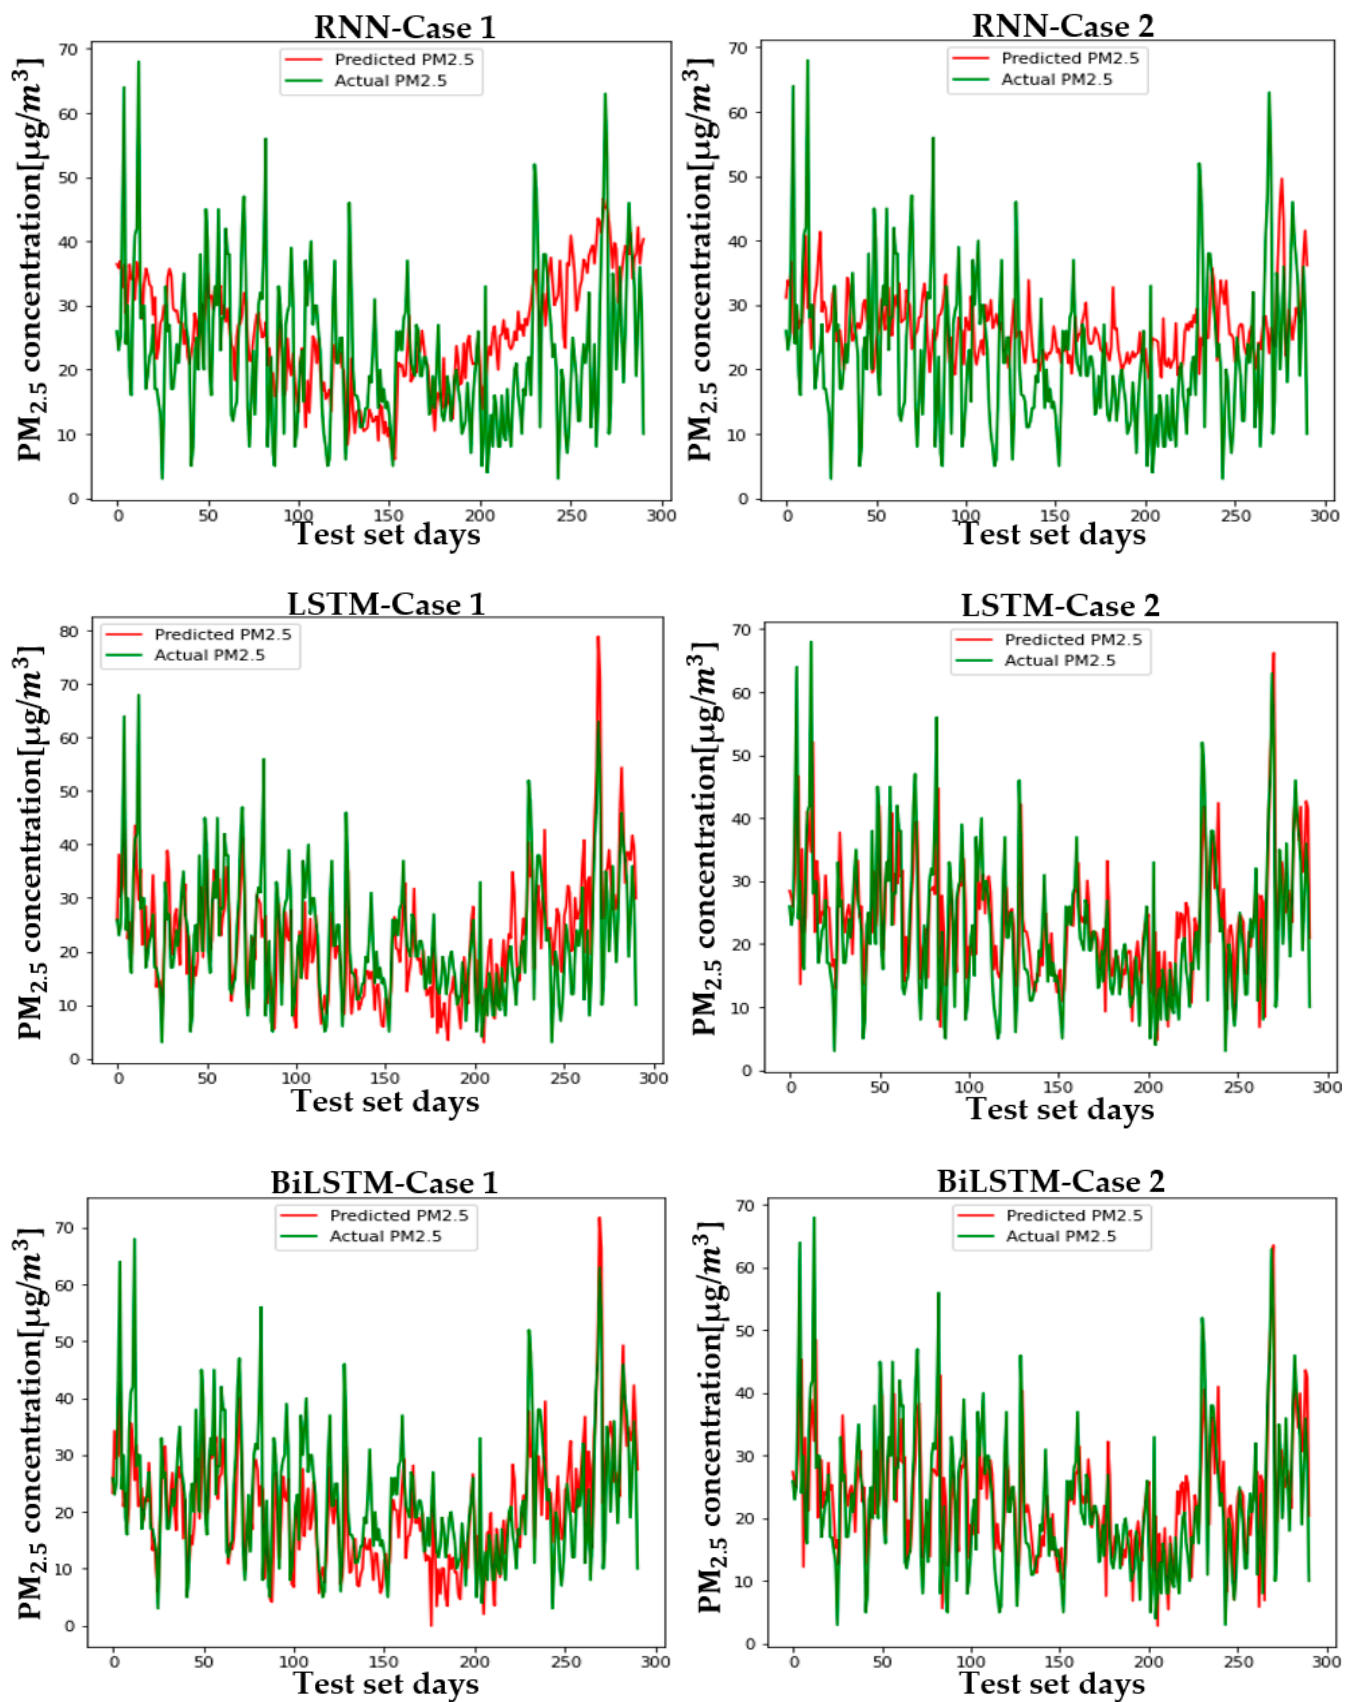 RNN-Case 1
Predicted PM2.5
Actual PM2.5
PM2.5 concentration[μg/m³]
70
60
50
40
30
20
10
0
0 50 100 150 200 250 300
Test set days
RNN-Case 2
Predicted PM2.5
Actual PM2.5
PM2.5 concentration[μg/m³]
70
60
50
40
30
20
10
0
0 50 100 150 200 250 300
Test set days
LSTM-Case 1
Predicted PM2.5
Actual PM2.5
PM2.5 concentration[μg/m³]
80
70
60
50
40
30
20
10
0
0 50 100 150 200 250 300
Test set days
LSTM-Case 2
Predicted PM2.5
Actual PM2.5
PM2.5 concentration[μg/m³]
70
60
50
40
30
20
10
0
0 50 100 150 200 250 300
Test set days
BiLSTM-Case 1
Predicted PM2.5
Actual PM2.5
PM2.5 concentration[μg/m³]
70
60
50
40
30
20
10
0
0 50 100 150 200 250 300
Test set days
BiLSTM-Case 2
Predicted PM2.5
Actual PM2.5
PM2.5 concentration[μg/m³]
70
60
50
40
30
20
10
0
0 50 100 150 200 250 300
Test set days